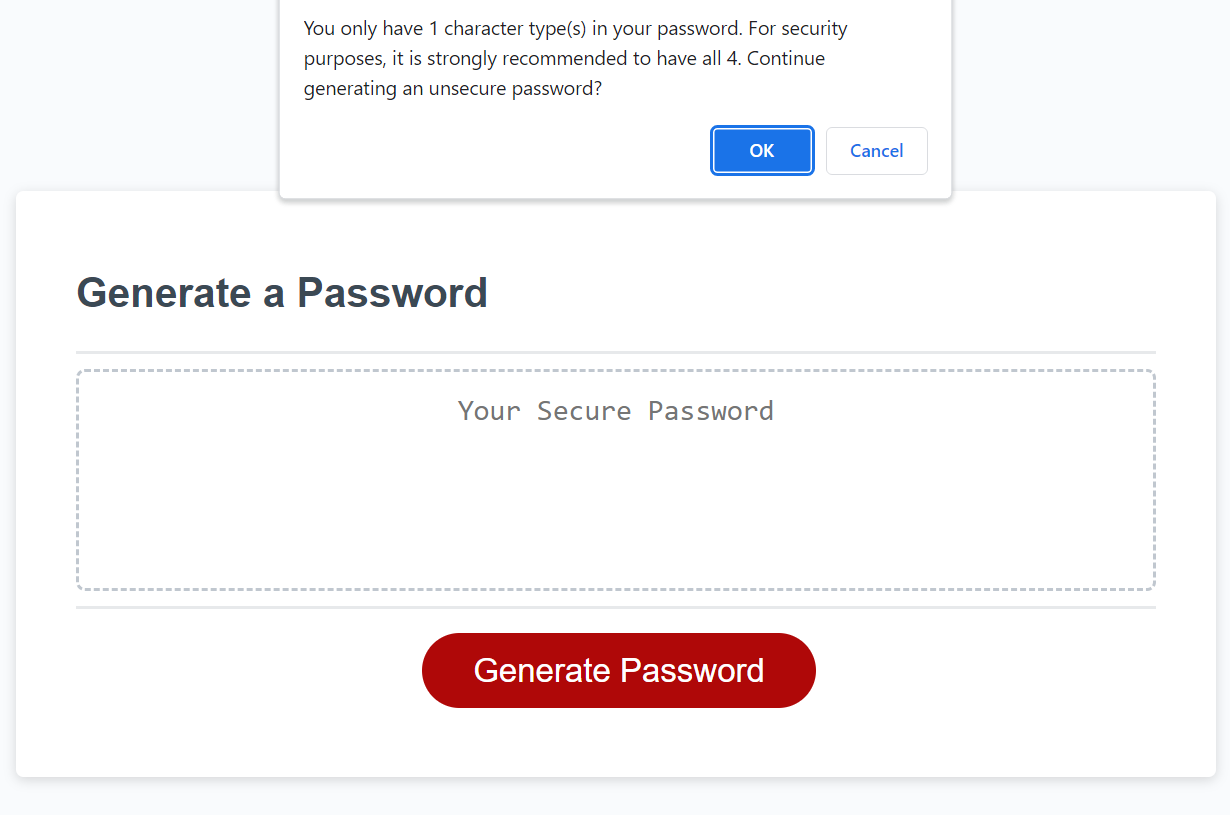 You only have 1 character type(s) in your password. For security
purposes, it is strongly recommended to have all 4. Continue
generating an unsecure password?
OK
Cancel
Generate a Password
Your Secure Password
Generate Password